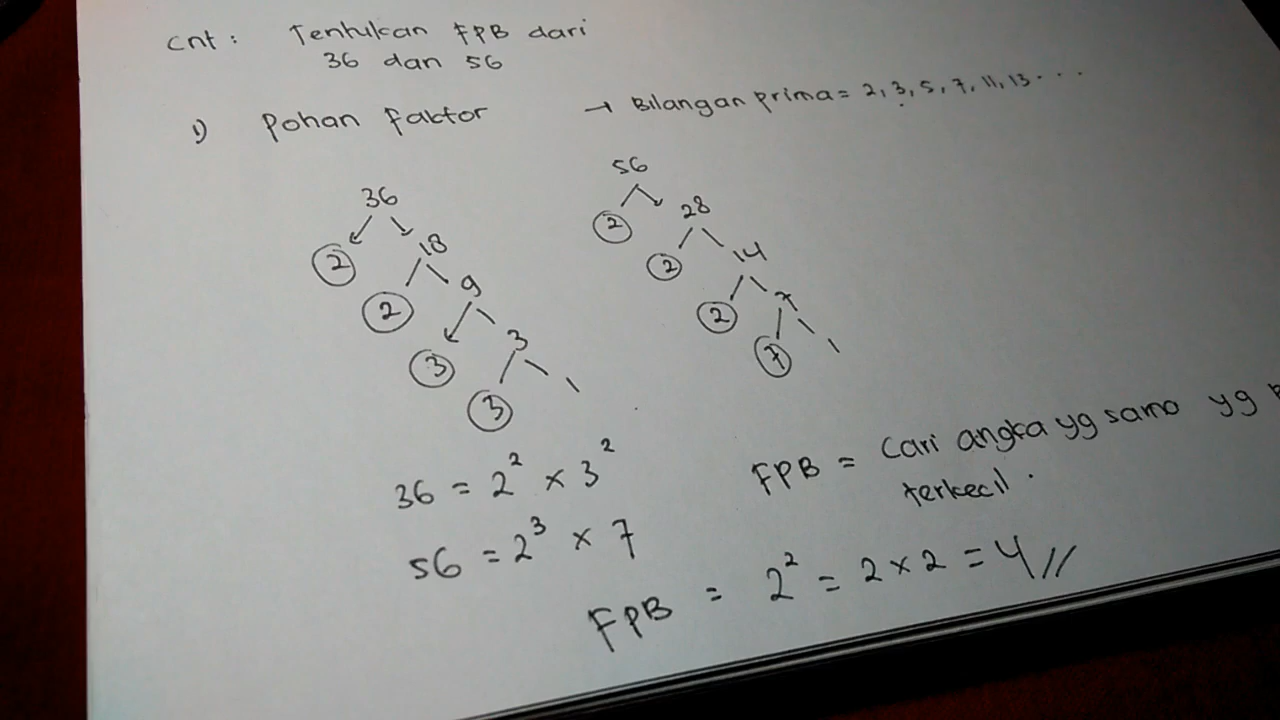 Cnt : Tentukan FPB dari
36 dan 56
1) Pohan faktor → Bilangan prima = 2, 3, 5, 7, 11, 13 ...
36
2 18
2 9
3 3
3 1
56
2 28
2 14
2 7
7 1
36 = 2² × 3²
56 = 2³ × 7
FPB = Cari angka yg sama yg
terkecil .
FPB = 2² = 2 × 2 = 4 //